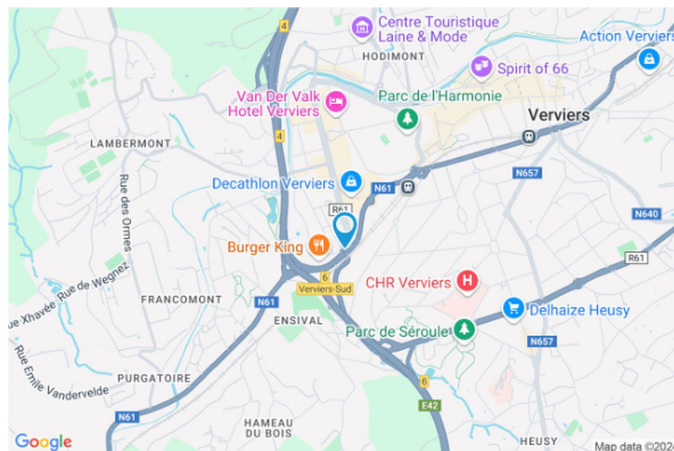 4
Centre Touristique
Laine & Mode
HODIMONT
Action Verviers
Spirit of 66
Van Der Valk
Hotel Verviers
Parc de l'Harmonie
Verviers
4
LAMBERMONT
Rue des Ormes
Decathlon Verviers
N61
N657
R61
N640
Burger King
R61
6
Verviers-Sud
CHR Verviers
Rue de Wegnez
ue Xhavée
FRANCOMONT
N61
ENSIVAL
Delhaize Heusy
Parc de Séroule
N657
Rue Emile Vandervelde
PURGATOIRE
6
E42
N61
HAMEAU
DU BOIS
HEUSY
Google
Map data ©2024